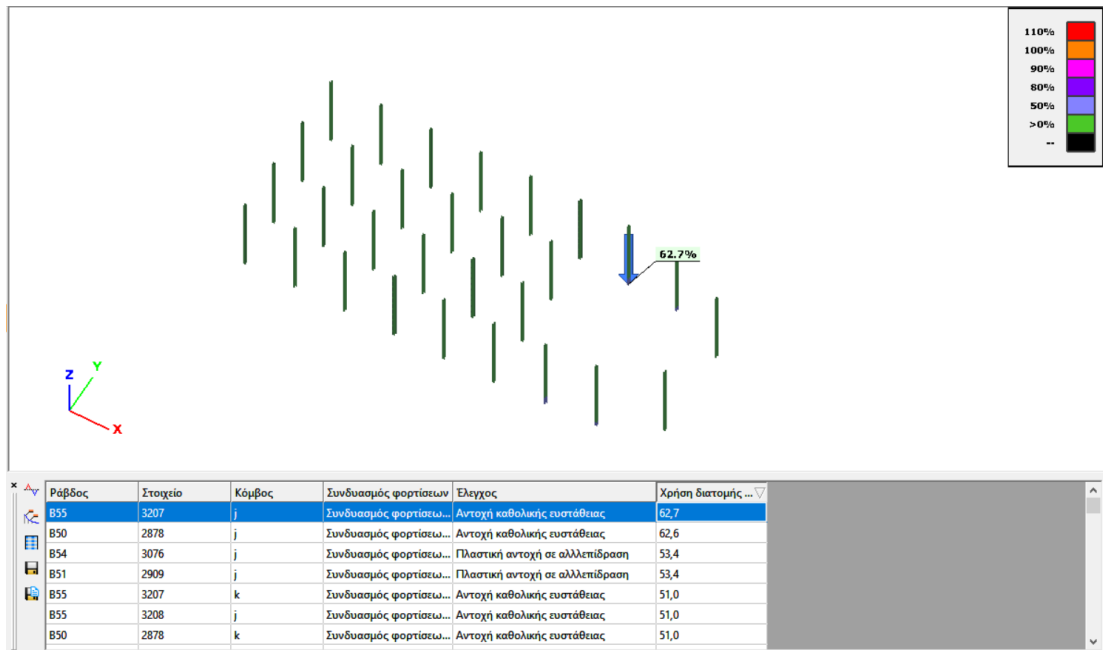 110%
100%
90%
80%
50%
>0%
--
62.7%
Z
Y
X
Ράβδος Στοιχείο Κόμβος Συνδυασμός φορτίσεων Έλεγχος Χρήση διατομής ...
B55 3207 j Συνδυασμός φορτίσεω... Αντοχή καθολικής ευστάθειας 62,7
B50 2878 j Συνδυασμός φορτίσεω... Αντοχή καθολικής ευστάθειας 62,6
B54 3076 j Συνδυασμός φορτίσεω... Πλαστική αντοχή σε αλλλεπίδραση 53,4
B51 2909 j Συνδυασμός φορτίσεω... Πλαστική αντοχή σε αλλλεπίδραση 53,4
B55 3207 k Συνδυασμός φορτίσεω... Αντοχή καθολικής ευστάθειας 51,0
B55 3208 j Συνδυασμός φορτίσεω... Αντοχή καθολικής ευστάθειας 51,0
B50 2878 k Συνδυασμός φορτίσεω... Αντοχή καθολικής ευστάθειας 51,0